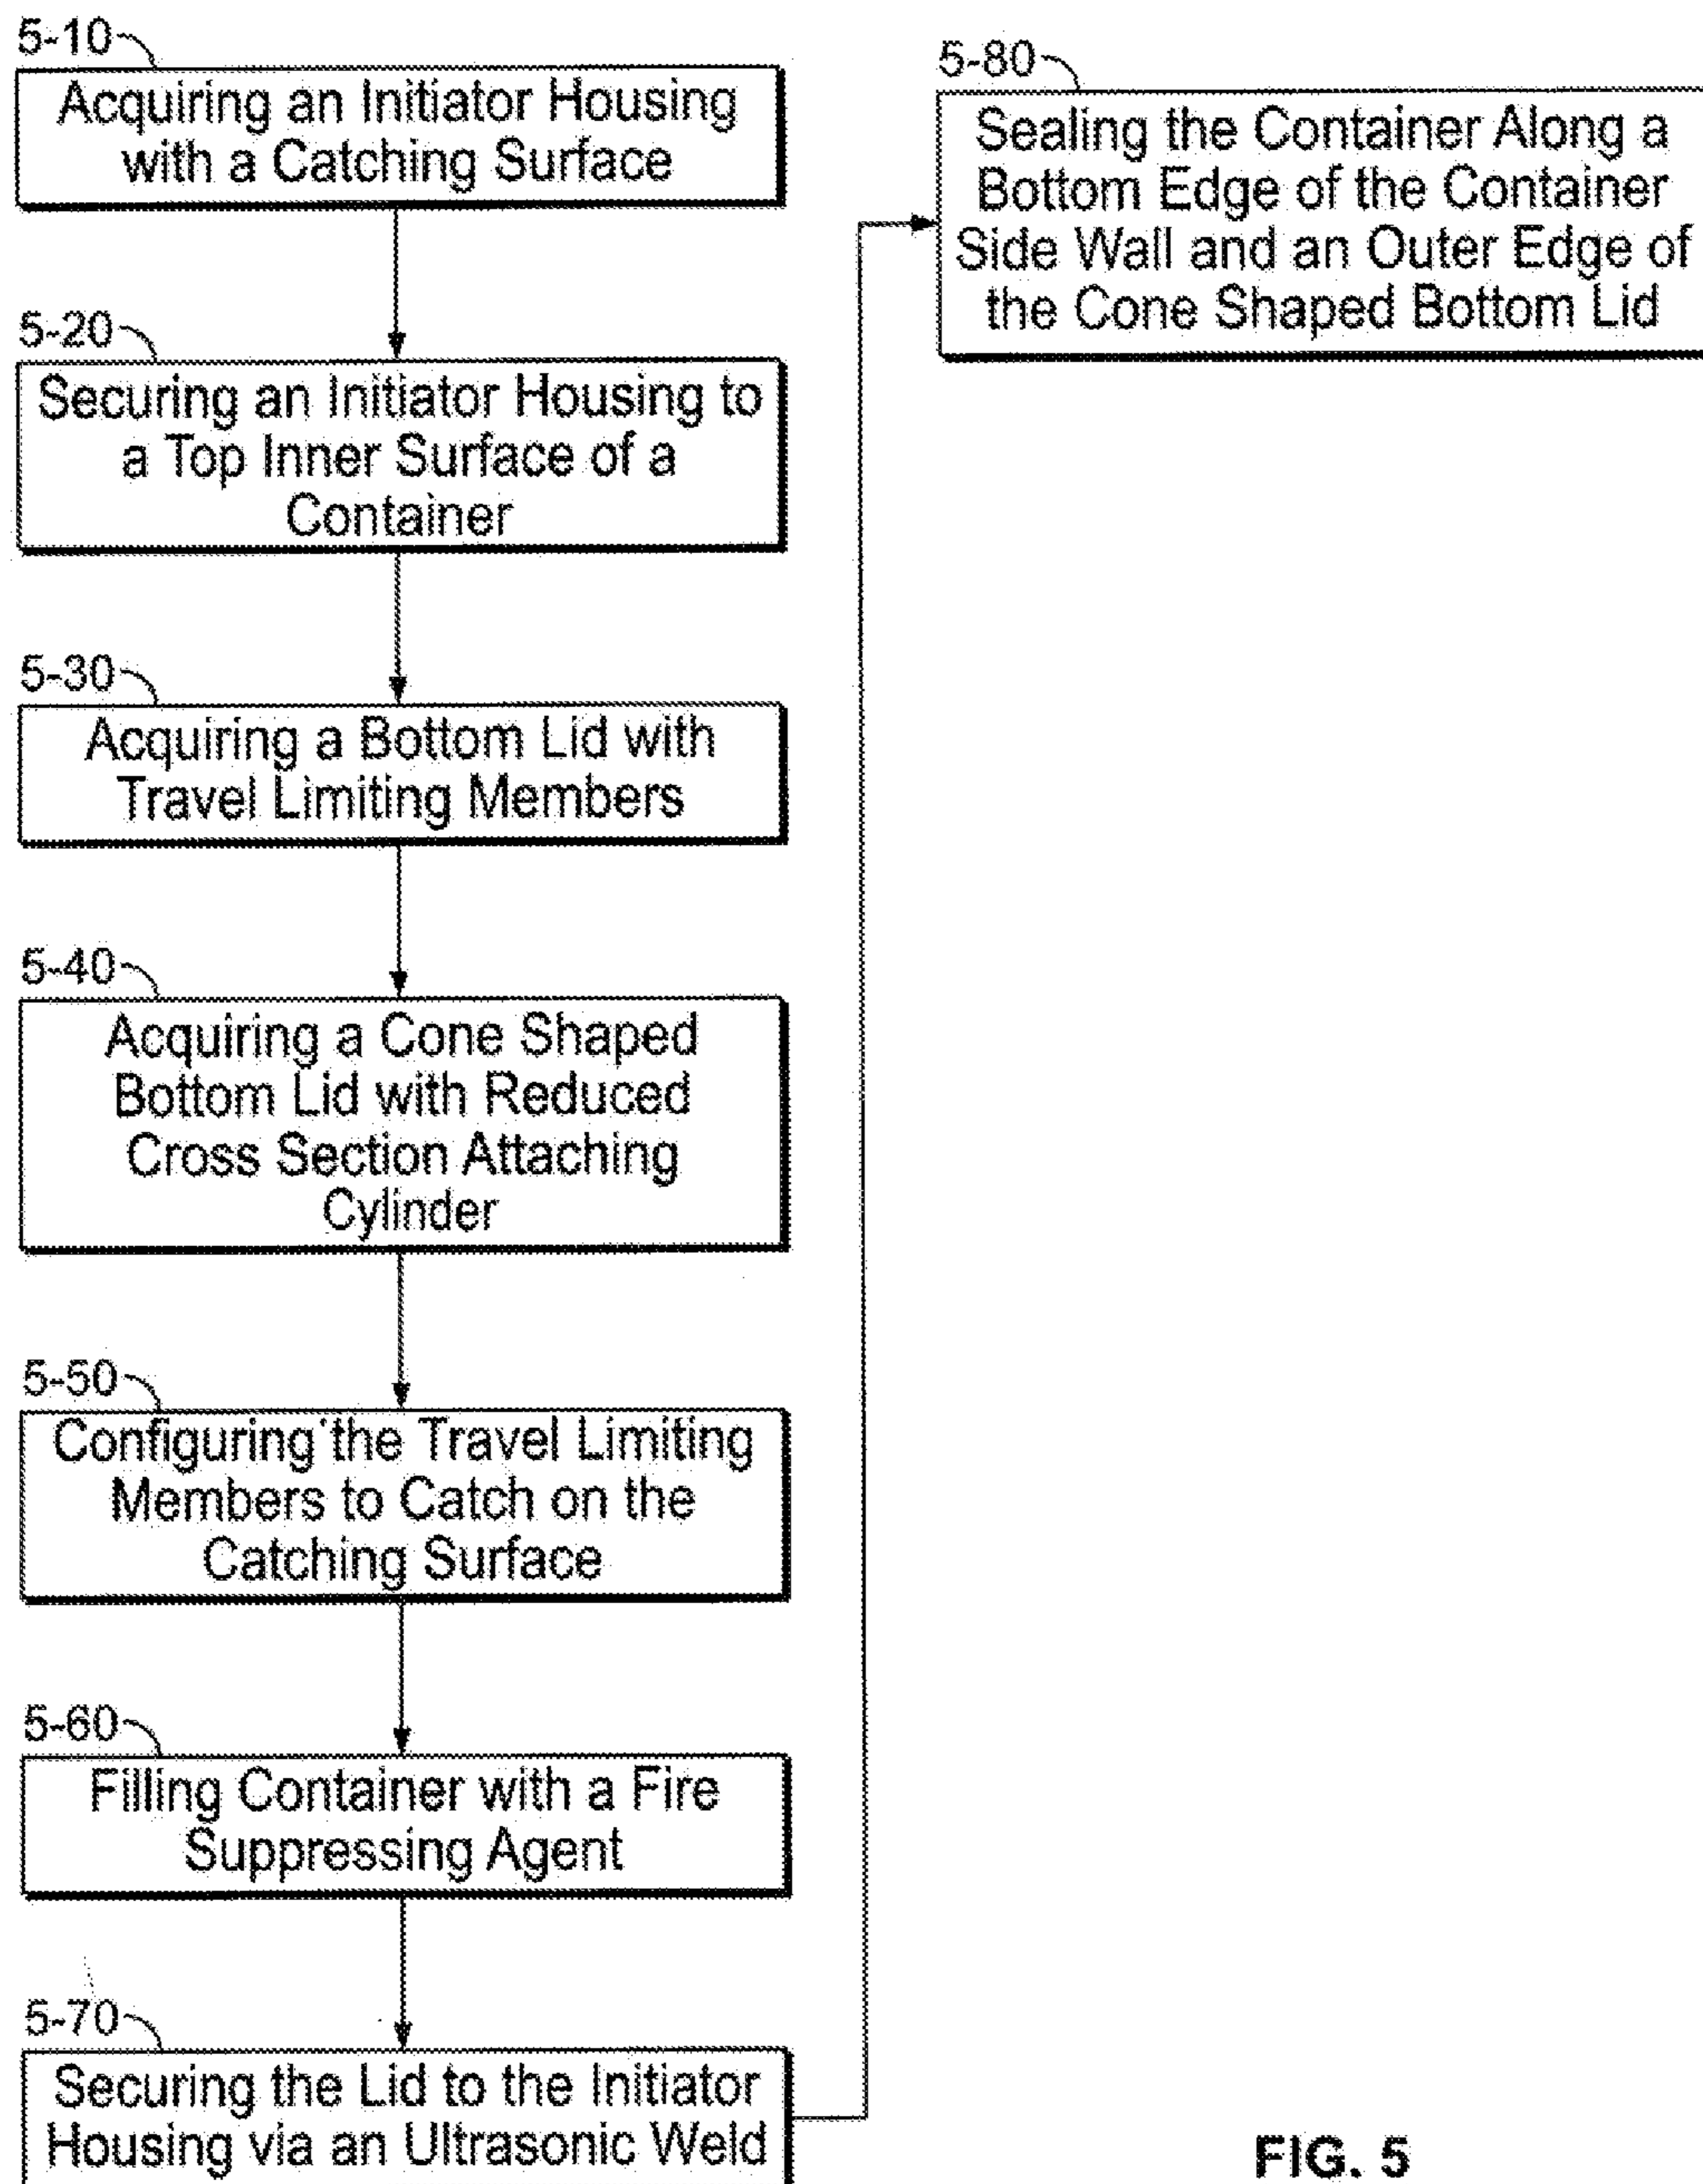 5-10
Acquiring an Initiator Housing
with a Catching Surface
5-20
Securing an Initiator Housing to
a Top Inner Surface of a
Container
5-30
Acquiring a Bottom Lid with
Travel Limiting Members
5-40
Acquiring a Cone Shaped
Bottom Lid with Reduced
Cross Section Attaching
Cylinder
5-50
Configuring the Travel Limiting
Members to Catch on the
Catching Surface
5-60
Filling Container with a Fire
Suppressing Agent
5-70
Securing the Lid to the Initiator
Housing via an Ultrasonic Weld
5-80
Sealing the Container Along a
Bottom Edge of the Container
Side Wall and an Outer Edge of
the Cone Shaped Bottom Lid
FIG. 5